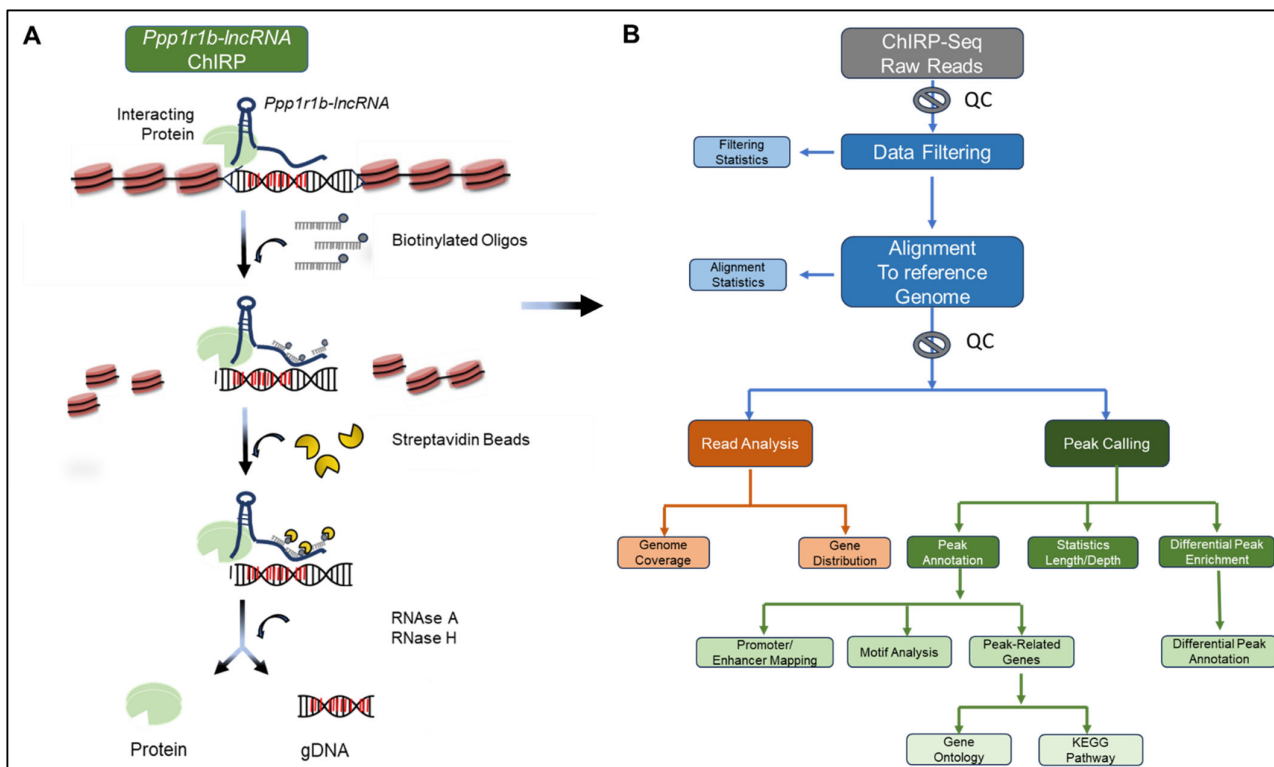 A
Ppp1r1b-lncRNA
ChIRP
Ppp1r1b-lncRNA
Interacting
Protein
Biotinylated Oligos
Streptavidin Beads
RNAse A
RNase H
Protein
gDNA
B
ChIRP-Seq
Raw Reads
QC
Filtering
Statistics
Data Filtering
Alignment
To reference
Genome
Alignment
Statistics
QC
Read Analysis
Peak Calling
Genome
Coverage
Gene
Distribution
Peak
Annotation
Statistics
Length/Depth
Differential Peak
Enrichment
Promoter/
Enhancer Mapping
Motif Analysis
Peak-Related
Genes
Differential Peak
Annotation
Gene
Ontology
KEGG
Pathway